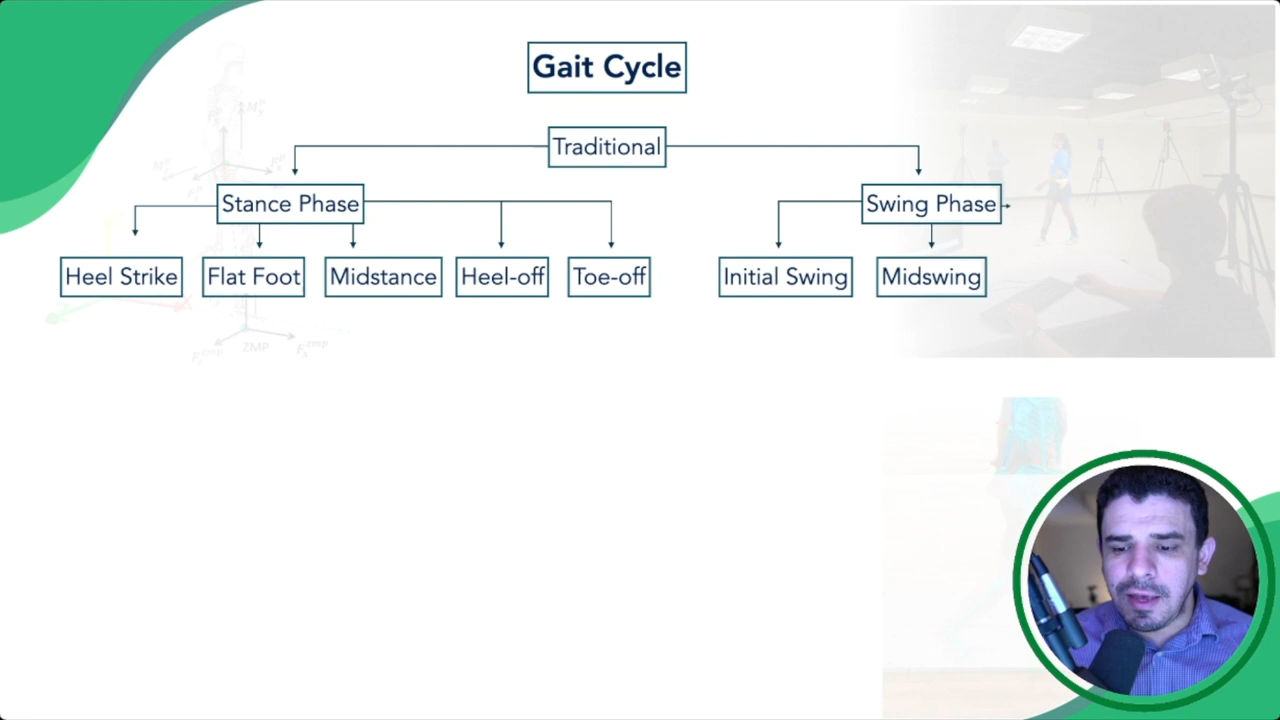 Gait Cycle
Traditional
Stance Phase
Swing Phase
Heel Strike
Flat Foot
Midstance
Heel-off
Toe-off
Initial Swing
Midswing
ZMP